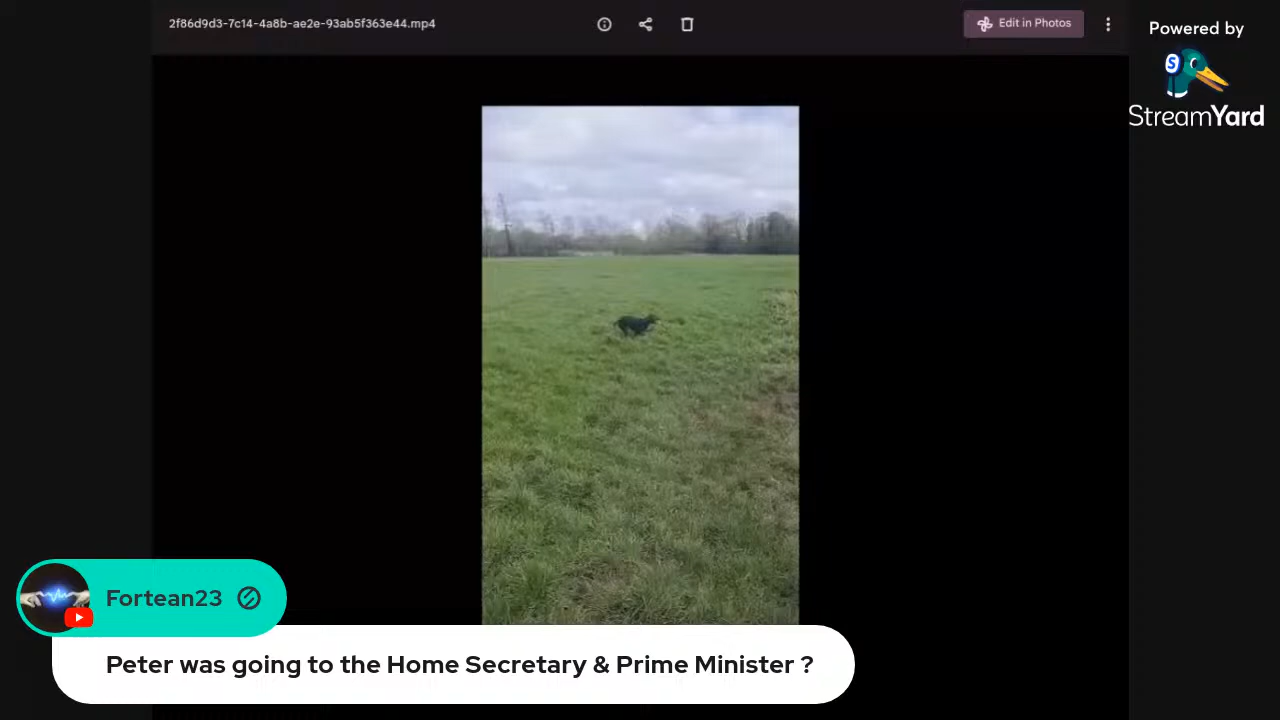 2f86d9d3-7c14-4a8b-ae2e-93ab5f363e44.mp4
Edit in Photos
Powered by
S
StreamYard
Fortean23
Peter was going to the Home Secretary & Prime Minister ?